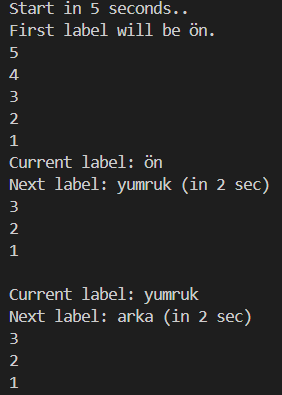 Start in 5 seconds..
First label will be ön.
5
4
3
2
1
Current label: ön
Next label: yumruk (in 2 sec)
3
2
1
Current label: yumruk
Next label: arka (in 2 sec)
3
2
1